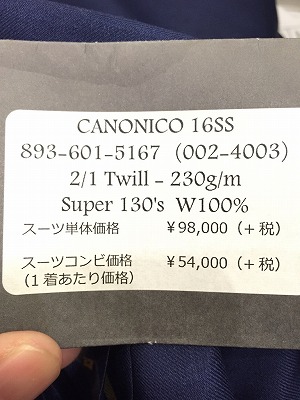 CANONICO 16SS
893-601-5167 (002-4003)
2/1 Twill - 230g/m
Super 130's W100%
スーツ単体価格 ¥98,000(+税)
スーツコンビ価格 ¥54,000(+税)
(1着あたり価格)